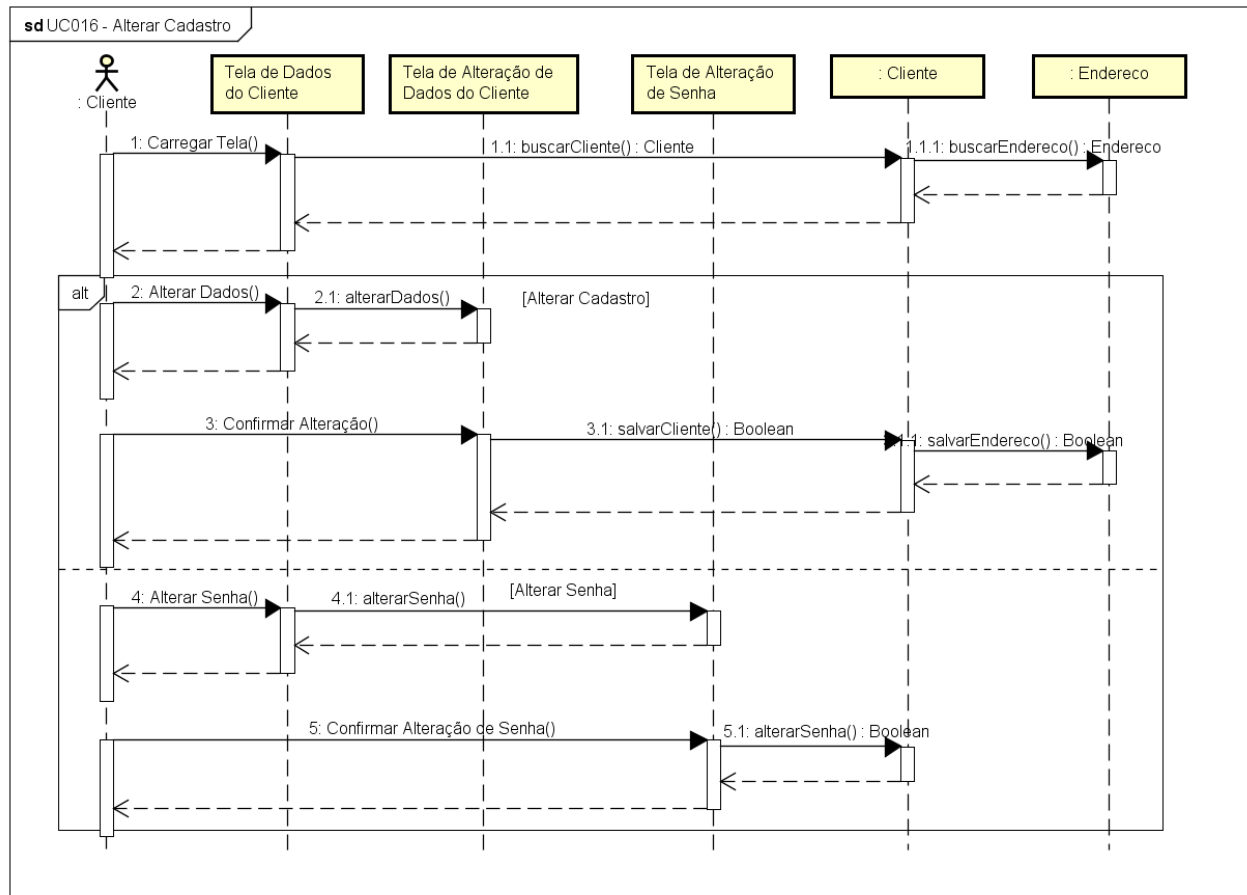 sd UC016 - Alterar Cadastro
: Cliente
Tela de Dados
do Cliente
Tela de Alteração de
Dados do Cliente
Tela de Alteração
de Senha
: Cliente
: Endereco
1: Carregar Tela()
1.1: buscarCliente() : Cliente
1.1.1: buscarEndereco() : Endereco
alt
2: Alterar Dados()
2.1: alterarDados()
[Alterar Cadastro]
3: Confirmar Alteração()
3.1: salvarCliente() : Boolean
salvarEndereco() : Boolean
4: Alterar Senha()
4.1: alterarSenha()
[Alterar Senha]
5: Confirmar Alteração de Senha()
5.1: alterarSenha() : Boolean